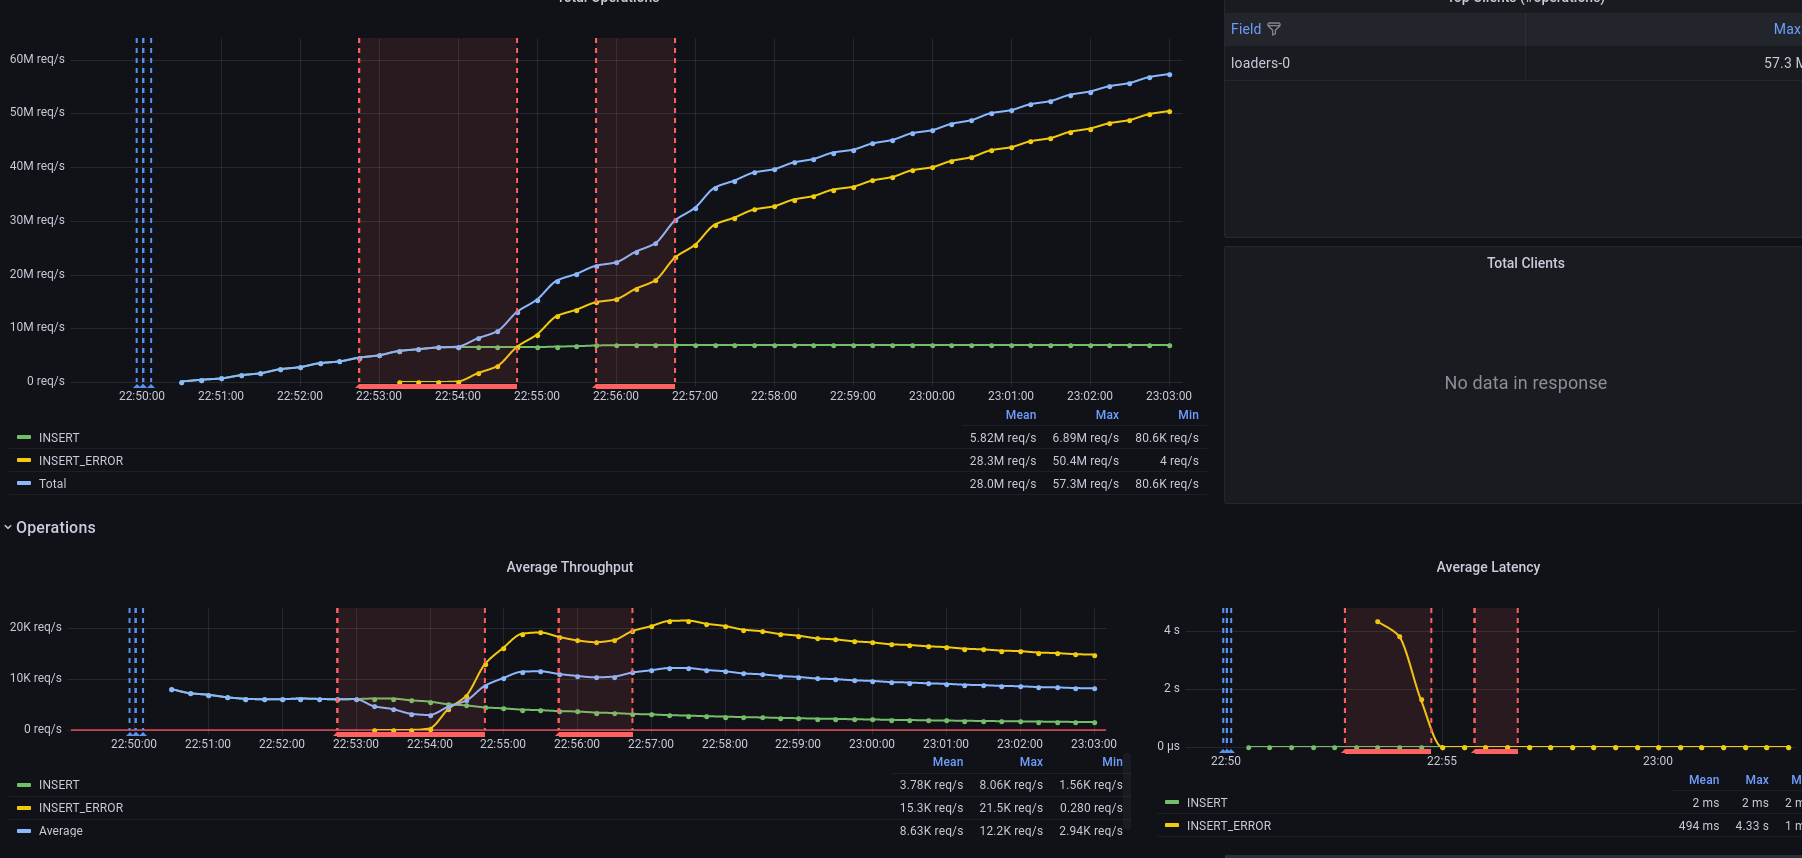 Total Operations
60M req/s
50M req/s
40M req/s
30M req/s
20M req/s
10M req/s
0 req/s
22:50:00 22:51:00 22:52:00 22:53:00 22:54:00 22:55:00 22:56:00 22:57:00 22:58:00 22:59:00 23:00:00 23:01:00 23:02:00 23:03:00
Mean Max Min
INSERT 5.82M req/s 6.89M req/s 80.6K req/s
INSERT_ERROR 28.3M req/s 50.4M req/s 4 req/s
Total 28.0M req/s 57.3M req/s 80.6K req/s
Top Clients (#operations)
Field Max
loaders-0 57.3 M
Total Clients
No data in response
Operations
Average Throughput
20K req/s
10K req/s
0 req/s
22:50:00 22:51:00 22:52:00 22:53:00 22:54:00 22:55:00 22:56:00 22:57:00 22:58:00 22:59:00 23:00:00 23:01:00 23:02:00 23:03:00
Mean Max Min
INSERT 3.78K req/s 8.06K req/s 1.56K req/s
INSERT_ERROR 15.3K req/s 21.5K req/s 0.280 req/s
Average 8.63K req/s 12.2K req/s 2.94K req/s
Average Latency
4 s
2 s
0 µs
22:50 22:55 23:00
Mean Max M
INSERT 2 ms 2 ms 2 m
INSERT_ERROR 494 ms 4.33 s 1 m